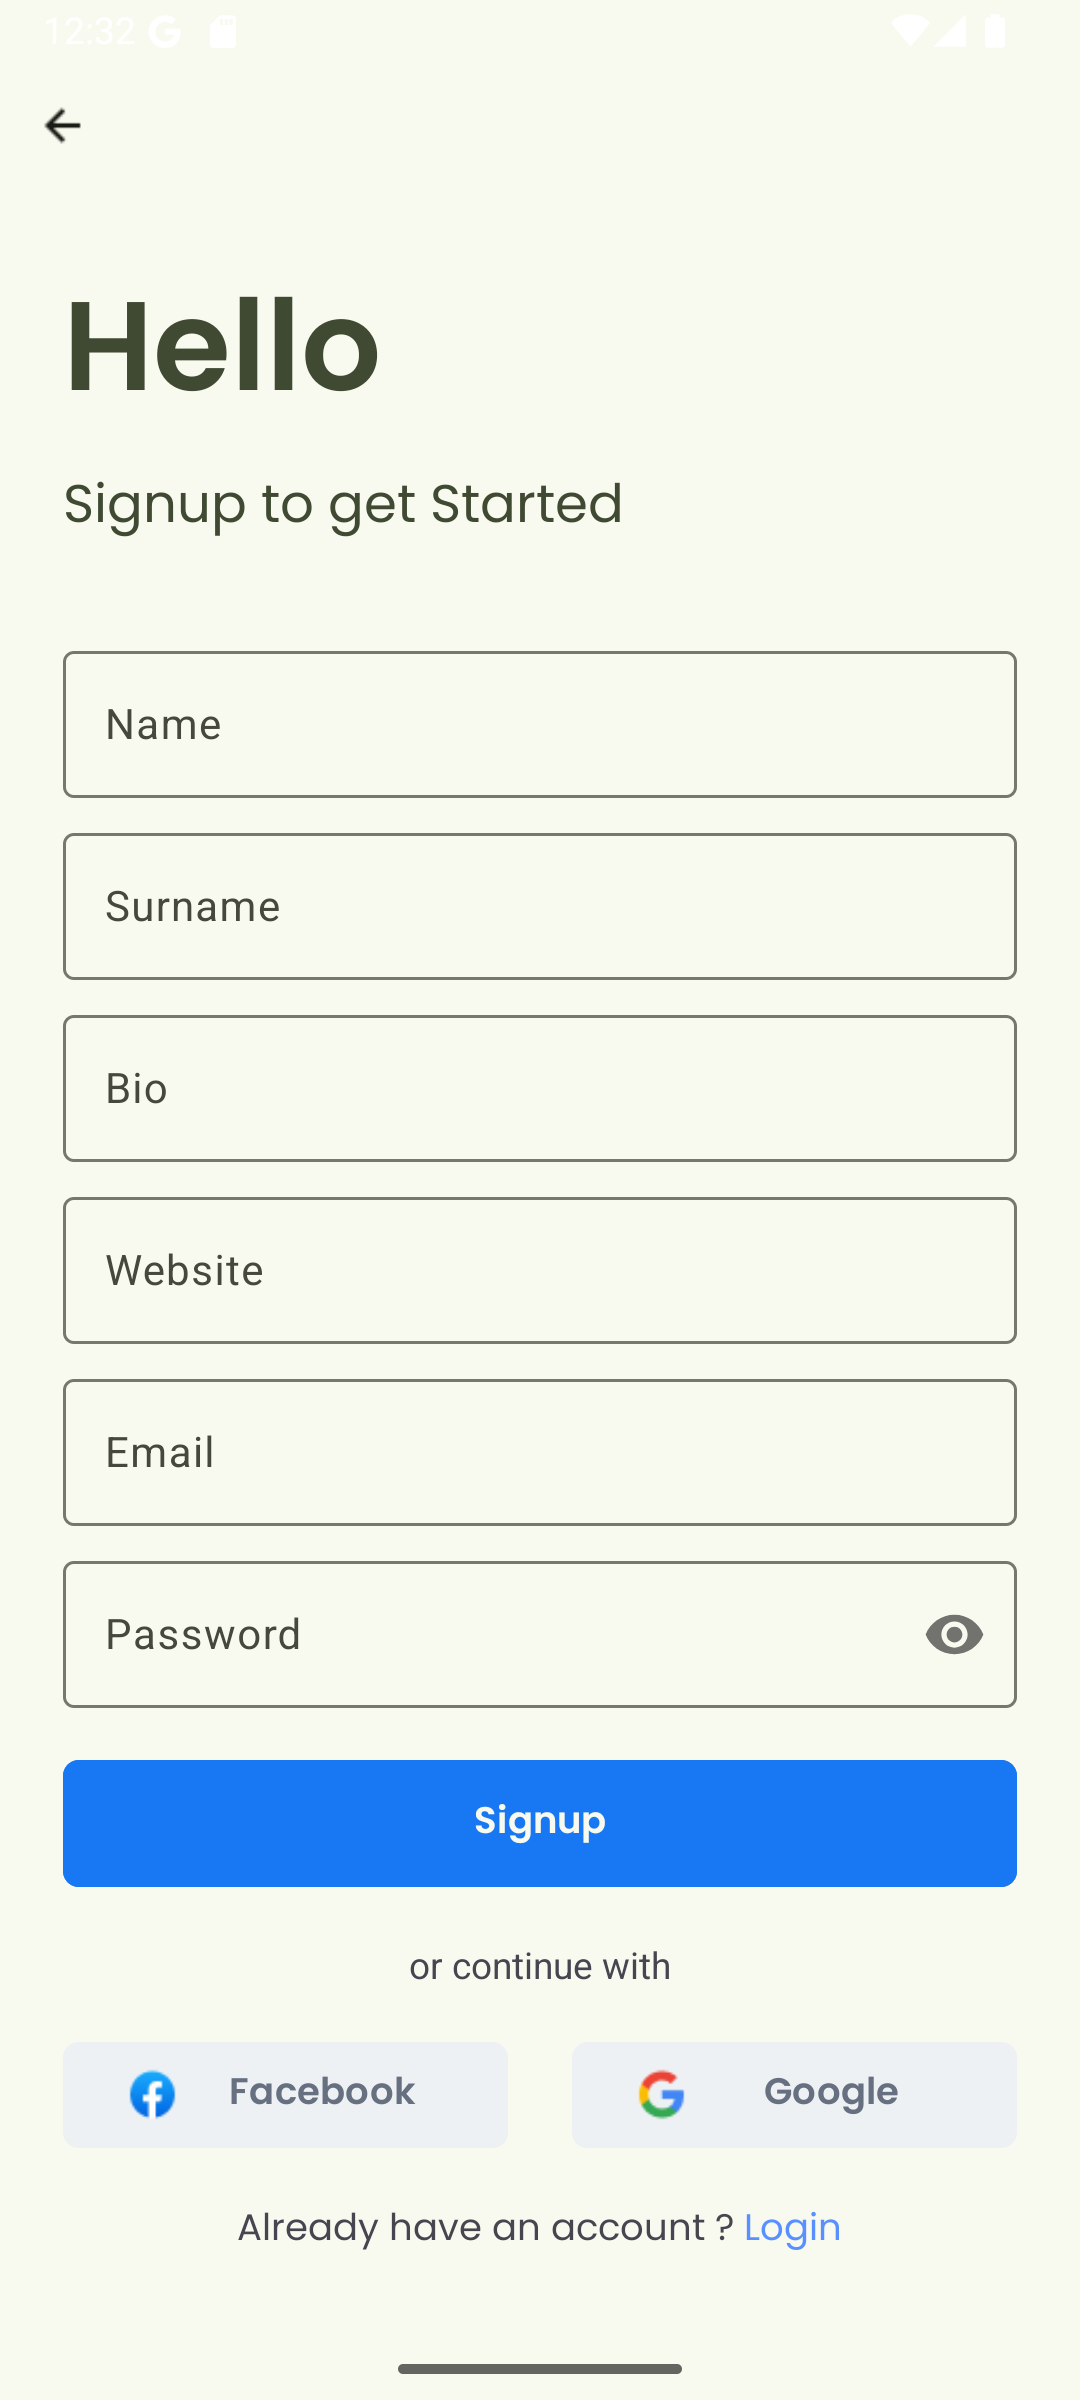 12:32
Hello
Signup to get Started
Name
Surname
Bio
Website
Email
Password
Signup
or continue with
Facebook
Google
Already have an account ? Login